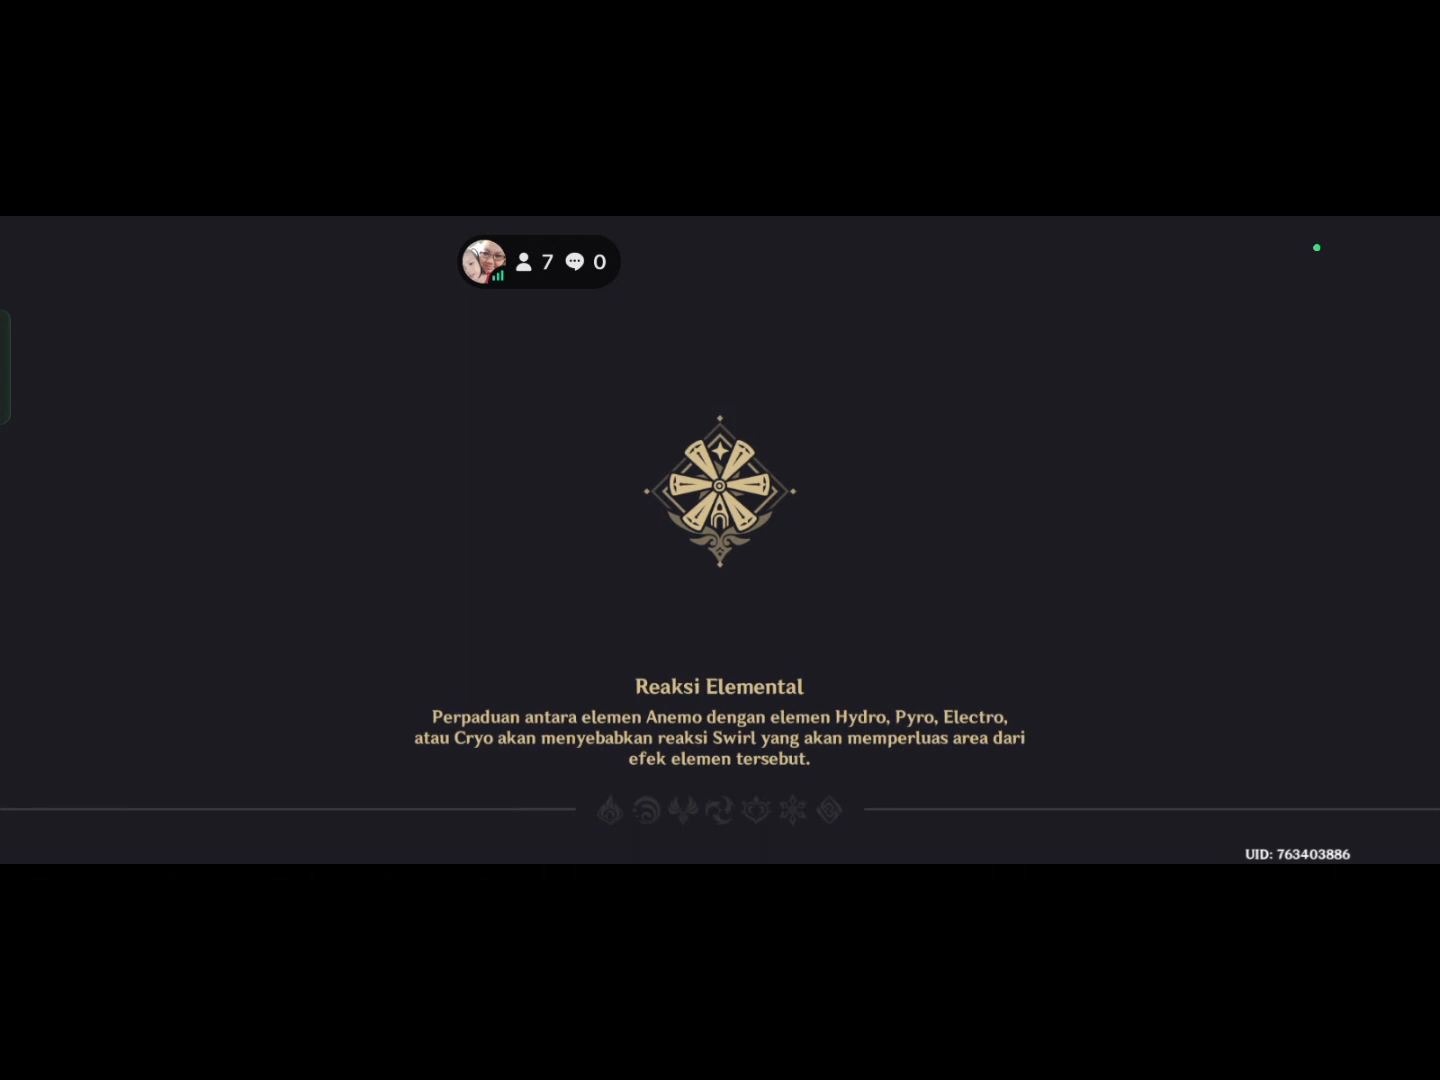 7 0
Reaksi Elemental
Perpaduan antara elemen Anemo dengan elemen Hydro, Pyro, Electro,
atau Cryo akan menyebabkan reaksi Swirl yang akan memperluas area dari
efek elemen tersebut.
UID: 763403886